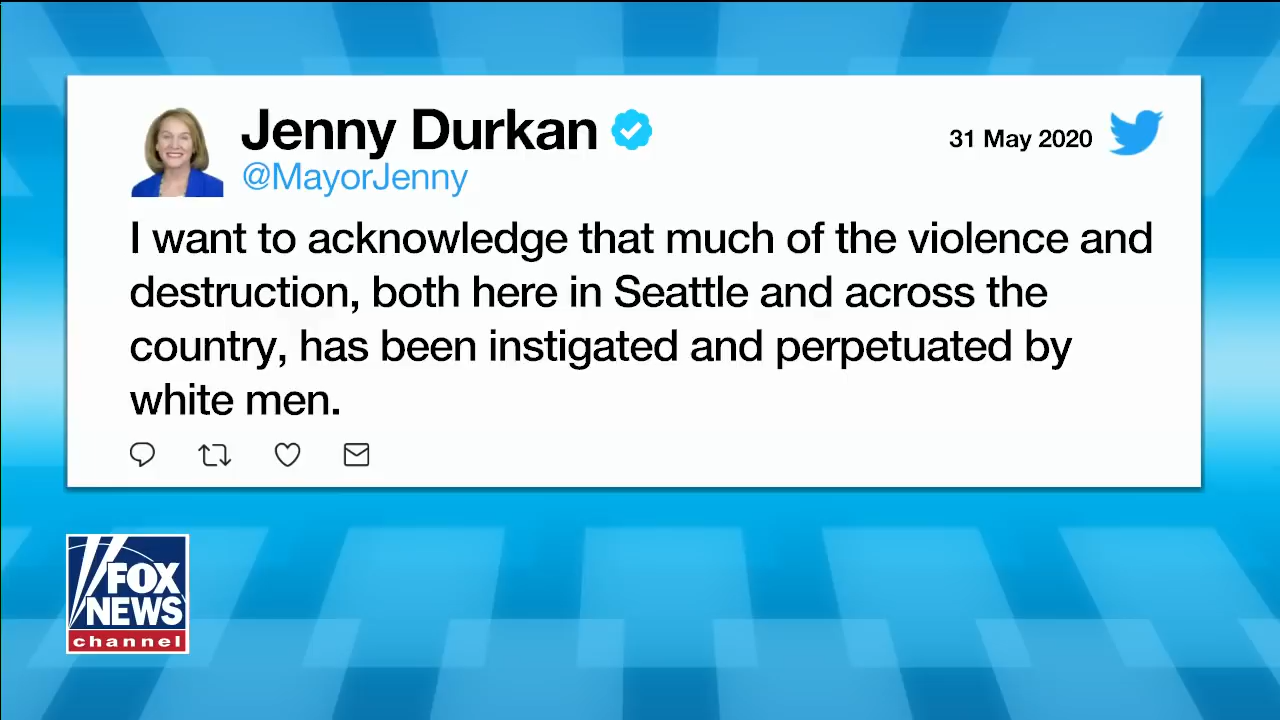 Jenny Durkan
@MayorJenny
31 May 2020
I want to acknowledge that much of the violence and
destruction, both here in Seattle and across the
country, has been instigated and perpetuated by
white men.
FOX
NEWS
channel